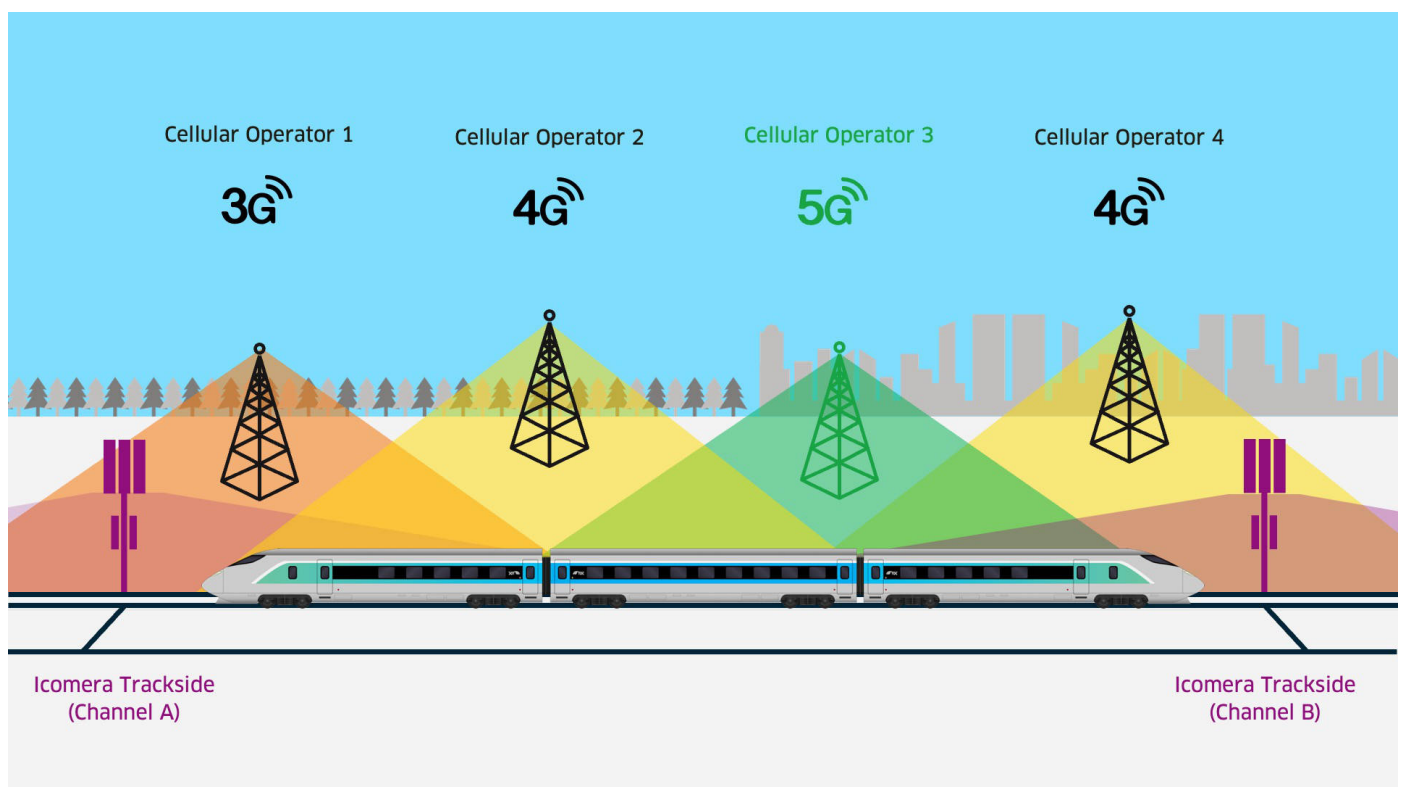 Cellular Operator 1
Cellular Operator 2
Cellular Operator 3
Cellular Operator 4
3G
4G
5G
4G
Icomera Trackside
(Channel A)
Icomera Trackside
(Channel B)